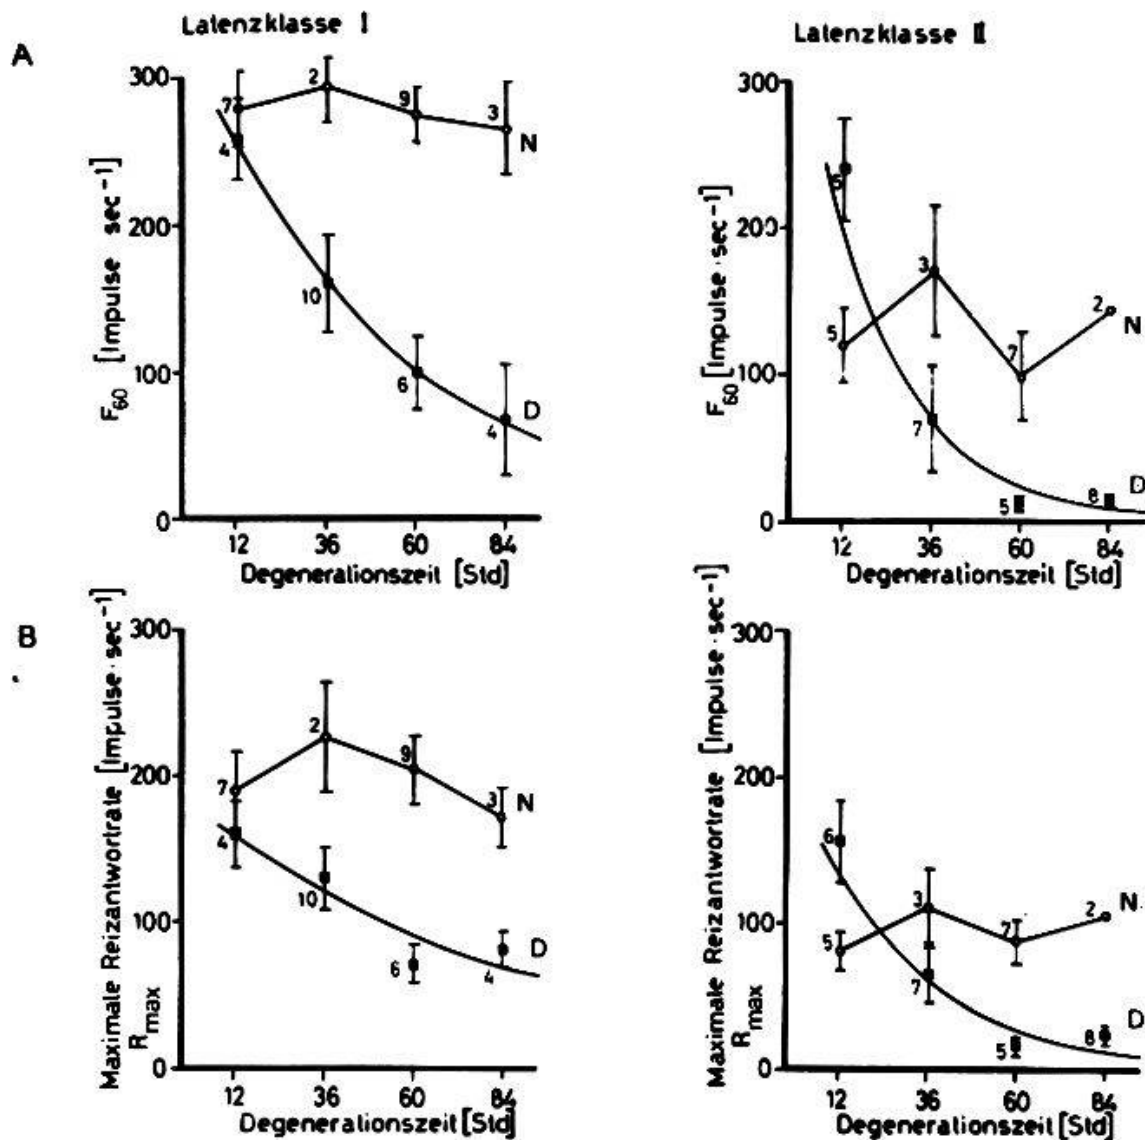 Latenzklasse I
Latenzklasse II
A
F60 [Impulse sec⁻¹]
300
200
100
0
7
2
9
3
N
4
10
6
4
D
12 36 60 84
Degenerationszeit [Std]
F60 [Impulse·sec⁻¹]
300
200
100
0
6
3
5
7
2
N
7
5
8
D
12 36 60 84
Degenerationszeit [Std]
B
Maximale Reizantwortrate [Impulse·sec⁻¹]
Rmax
300
200
100
0
7
2
9
3
N
4
10
6
4
D
12 36 60 84
Degenerationszeit [Std]
Maximale Reizantwortrate [Impulse·sec⁻¹]
Rmax
300
200
100
0
6
3
5
7
2
N
7
5
8
D
12 36 60 84
Degenerationszeit [Std]